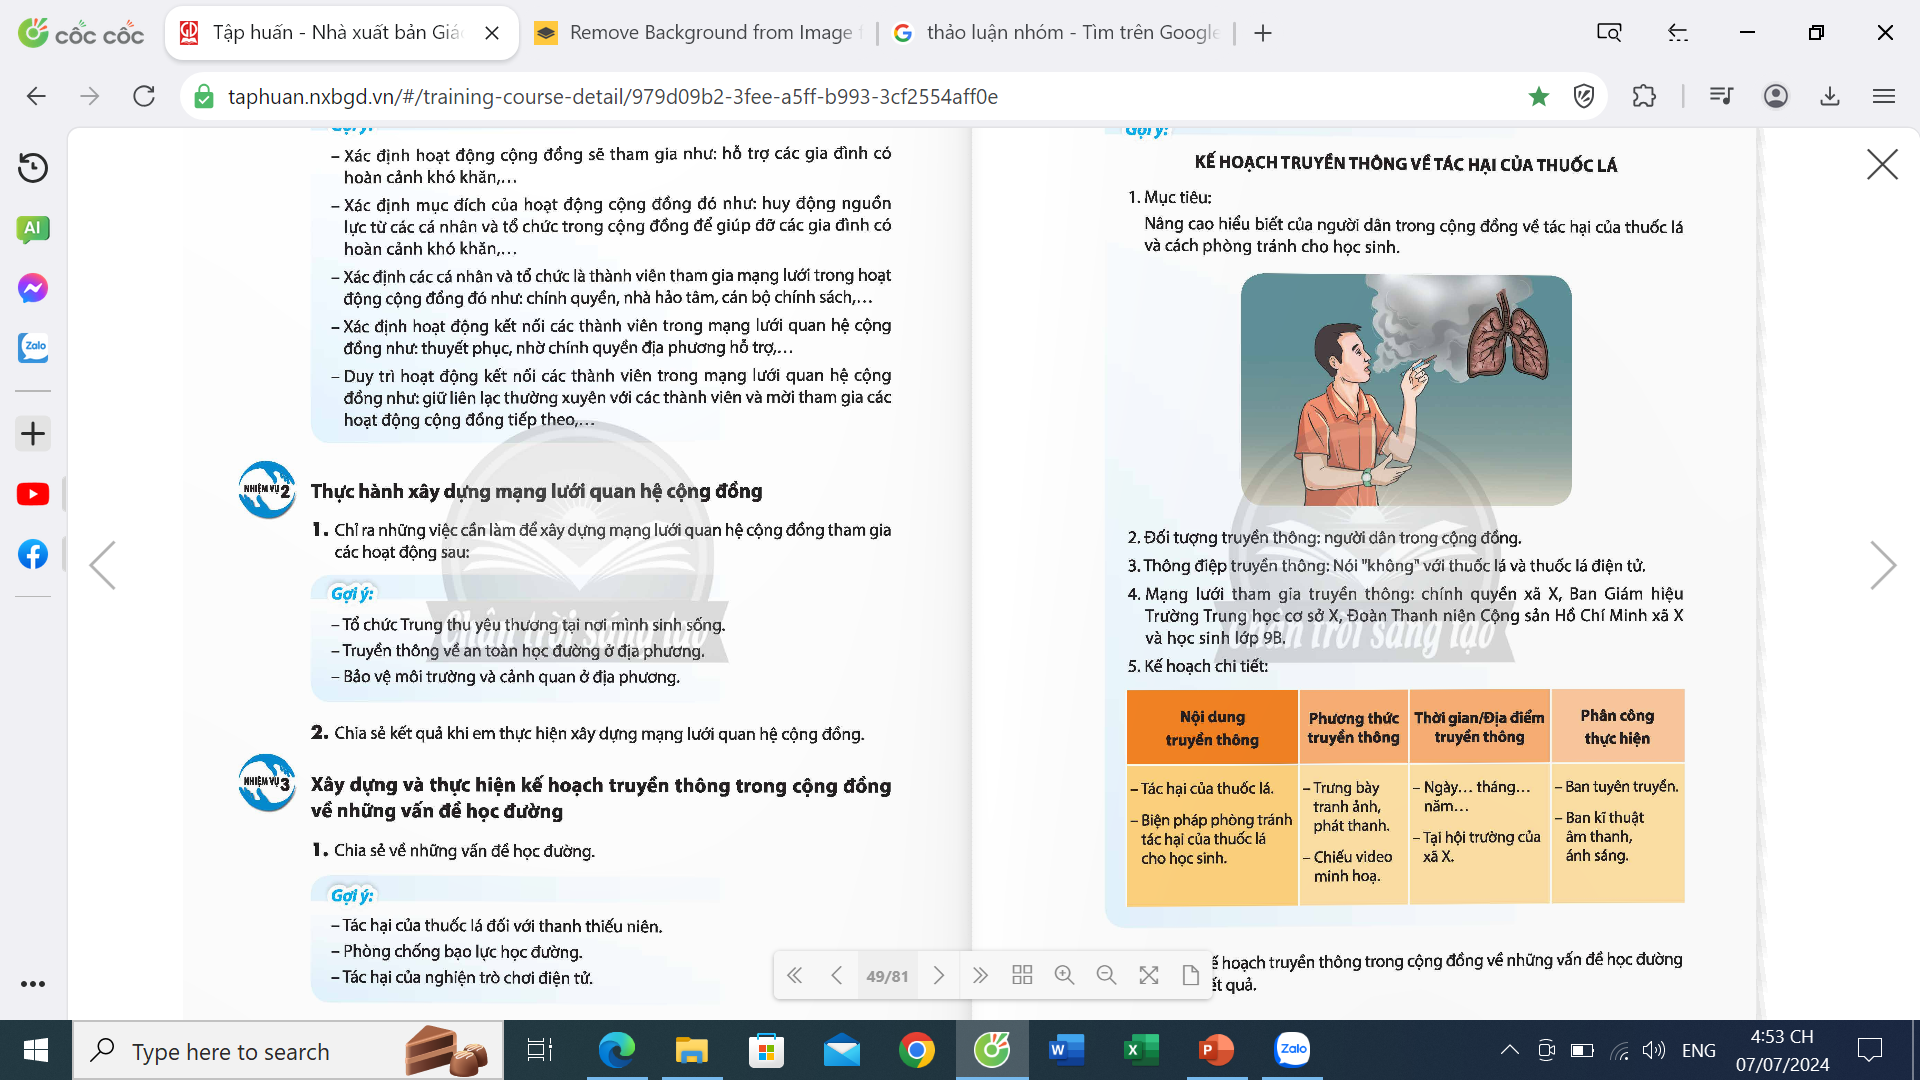 cốc cốc
Tập huấn - Nhà xuất bản Giáo
Remove Background from Image f
thảo luận nhóm - Tìm trên Google
taphuan.nxbgd.vn/#/training-course-detail/979d09b2-3fee-a5ff-b993-3cf2554aff0e
AI
Zalo
Gợi ý:
– Xác định hoạt động cộng đồng sẽ tham gia như: hỗ trợ các gia đình có
hoàn cảnh khó khăn,...
– Xác định mục đích của hoạt động cộng đồng đó như: huy động nguồn
lực từ các cá nhân và tổ chức trong cộng đồng để giúp đỡ các gia đình có
hoàn cảnh khó khăn,...
– Xác định các cá nhân và tổ chức là thành viên tham gia mạng lưới trong hoạt
động cộng đồng đó như: chính quyền, nhà hảo tâm, cán bộ chính sách,...
– Xác định hoạt động kết nối các thành viên trong mạng lưới quan hệ cộng
đồng như: thuyết phục, nhờ chính quyền địa phương hỗ trợ,...
– Duy trì hoạt động kết nối các thành viên trong mạng lưới quan hệ cộng
đồng như: giữ liên lạc thường xuyên với các thành viên và mời tham gia các
hoạt động cộng đồng tiếp theo,...
NHIỆM VỤ 2
Thực hành xây dựng mạng lưới quan hệ cộng đồng
1. Chỉ ra những việc cần làm để xây dựng mạng lưới quan hệ cộng đồng tham gia
các hoạt động sau:
Gợi ý:
– Tổ chức Trung thu yêu thương tại nơi mình sinh sống.
– Truyền thông về an toàn học đường ở địa phương.
– Bảo vệ môi trường và cảnh quan ở địa phương.
Chân trời sáng tạo
2. Chia sẻ kết quả khi em thực hiện xây dựng mạng lưới quan hệ cộng đồng.
NHIỆM VỤ 3
Xây dựng và thực hiện kế hoạch truyền thông trong cộng đồng
về những vấn đề học đường
1. Chia sẻ về những vấn đề học đường.
Gợi ý:
– Tác hại của thuốc lá đối với thanh thiếu niên.
– Phòng chống bạo lực học đường.
– Tác hại của nghiện trò chơi điện tử.
Gợi ý:
KẾ HOẠCH TRUYỀN THÔNG VỀ TÁC HẠI CỦA THUỐC LÁ
1. Mục tiêu:
Nâng cao hiểu biết của người dân trong cộng đồng về tác hại của thuốc lá
và cách phòng tránh cho học sinh.
2. Đối tượng truyền thông: người dân trong cộng đồng.
3. Thông điệp truyền thông: Nói "không" với thuốc lá và thuốc lá điện tử.
4. Mạng lưới tham gia truyền thông: chính quyền xã X, Ban Giám hiệu
Trường Trung học cơ sở X, Đoàn Thanh niên Cộng sản Hồ Chí Minh xã X
và học sinh lớp 9B.
Chân trời sáng tạo
5. Kế hoạch chi tiết:
Nội dung
truyền thông
Phương thức
truyền thông
Thời gian/Địa điểm
truyền thông
Phân công
thực hiện
– Tác hại của thuốc lá.
– Biện pháp phòng tránh
tác hại của thuốc lá
cho học sinh.
– Trưng bày
tranh ảnh,
phát thanh.
– Chiếu video
minh hoạ.
– Ngày... tháng...
năm...
– Tại hội trường của
xã X.
– Ban tuyên truyền.
– Ban kĩ thuật
âm thanh,
ánh sáng.
ế hoạch truyền thông trong cộng đồng về những vấn đề học đường
ết quả.
49/81
Type here to search
Zalo
ENG
4:53 CH
07/07/2024